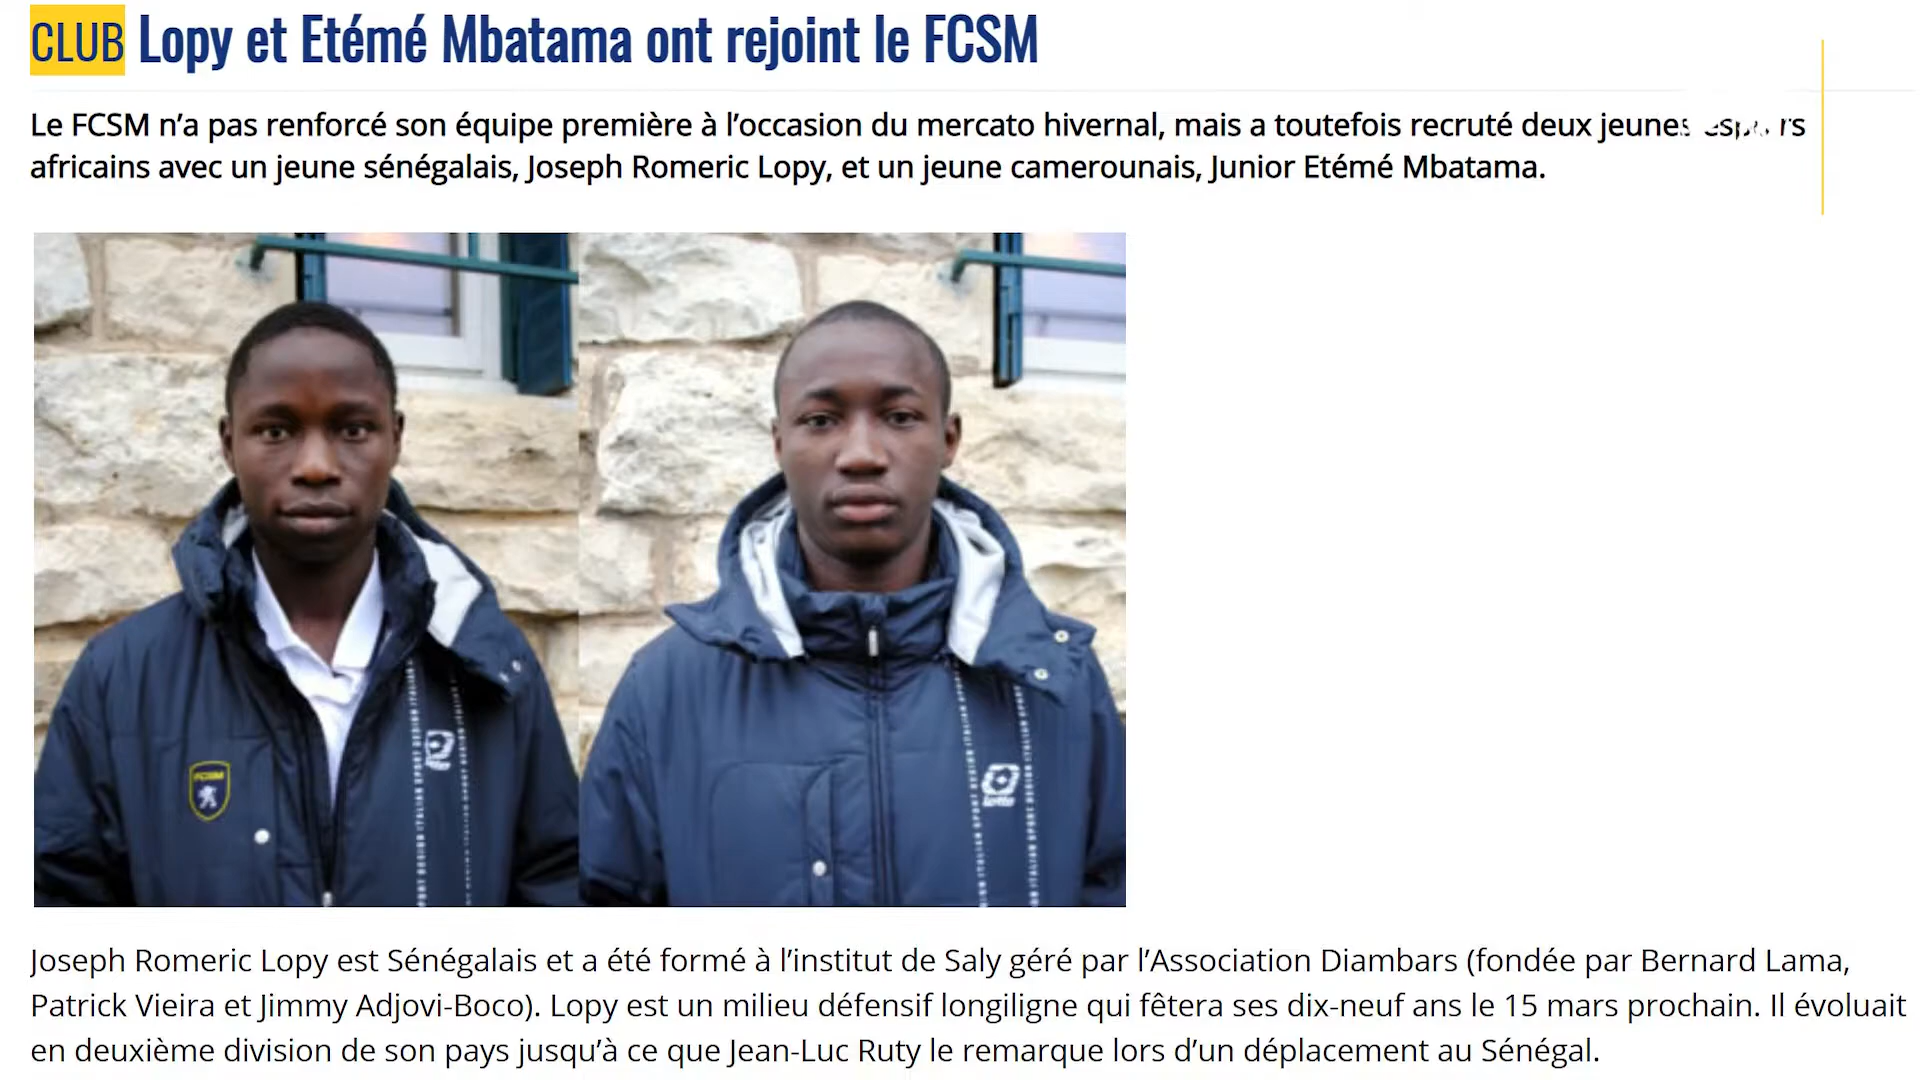 CLUB Lopy et Etémé Mbatama ont rejoint le FCSM
Le FCSM n’a pas renforcé son équipe première à l’occasion du mercato hivernal, mais a toutefois recruté deux jeunes espoirs
africains avec un jeune sénégalais, Joseph Romeric Lopy, et un jeune camerounais, Junior Etémé Mbatama.
FCSM
lotto
lotto
Joseph Romeric Lopy est Sénégalais et a été formé à l’institut de Saly géré par l’Association Diambars (fondée par Bernard Lama,
Patrick Vieira et Jimmy Adjovi-Boco). Lopy est un milieu défensif longiligne qui fêtera ses dix-neuf ans le 15 mars prochain. Il évoluait
en deuxième division de son pays jusqu’à ce que Jean-Luc Ruty le remarque lors d’un déplacement au Sénégal.